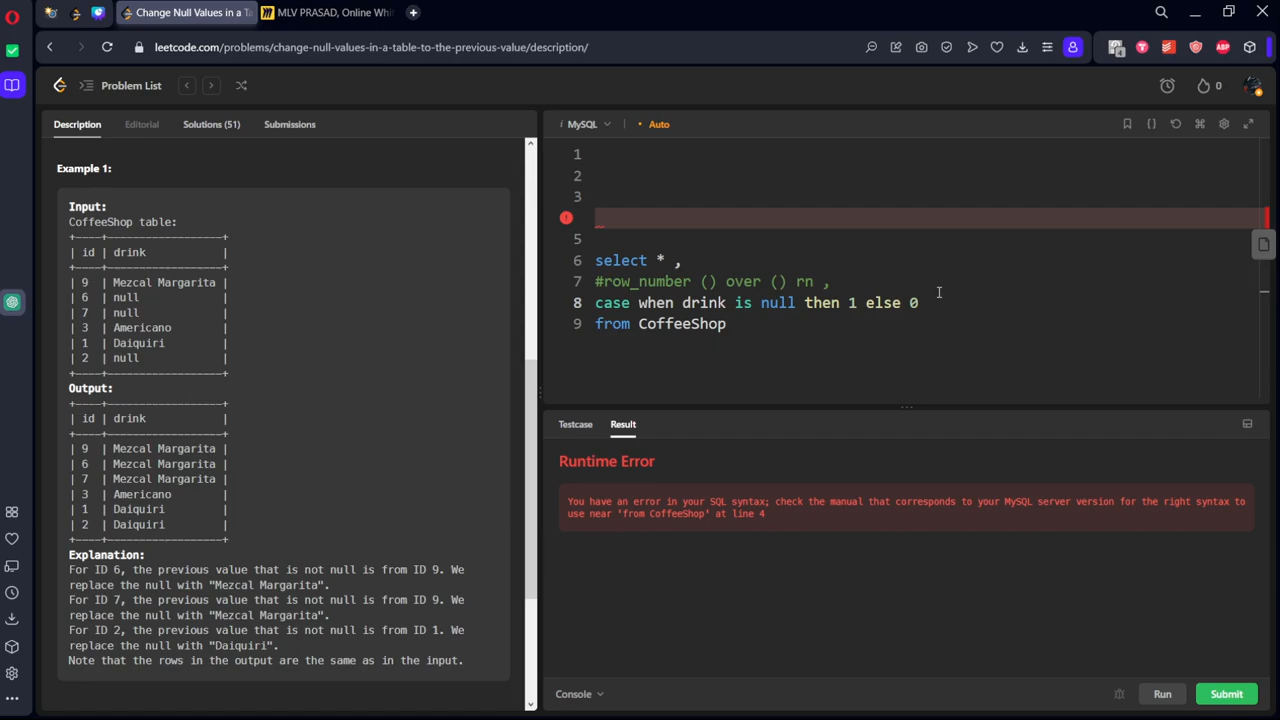 Change Null Values in a Ta
MLV PRASAD, Online Whi
leetcode.com/problems/change-null-values-in-a-table-to-the-previous-value/description/
Problem List
0
Description
Editorial
Solutions (51)
Submissions
Example 1:
Input:
CoffeeShop table:
+----+------------------+
| id | drink            |
+----+------------------+
| 9  | Mezcal Margarita |
| 6  | null             |
| 7  | null             |
| 3  | Americano        |
| 1  | Daiquiri         |
| 2  | null             |
+----+------------------+
Output:
+----+------------------+
| id | drink            |
+----+------------------+
| 9  | Mezcal Margarita |
| 6  | Mezcal Margarita |
| 7  | Mezcal Margarita |
| 3  | Americano        |
| 1  | Daiquiri         |
| 2  | Daiquiri         |
+----+------------------+
Explanation:
For ID 6, the previous value that is not null is from ID 9. We
replace the null with "Mezcal Margarita".
For ID 7, the previous value that is not null is from ID 9. We
replace the null with "Mezcal Margarita".
For ID 2, the previous value that is not null is from ID 1. We
replace the null with "Daiquiri".
Note that the rows in the output are the same as in the input.
i MySQL
• Auto
1
2
3
5
6 select * ,
7 #row_number () over () rn ,
8 case when drink is null then 1 else 0
9 from CoffeeShop
Testcase
Result
Runtime Error
You have an error in your SQL syntax; check the manual that corresponds to your MySQL server version for the right syntax to
use near 'from CoffeeShop' at line 4
Console
Run
Submit